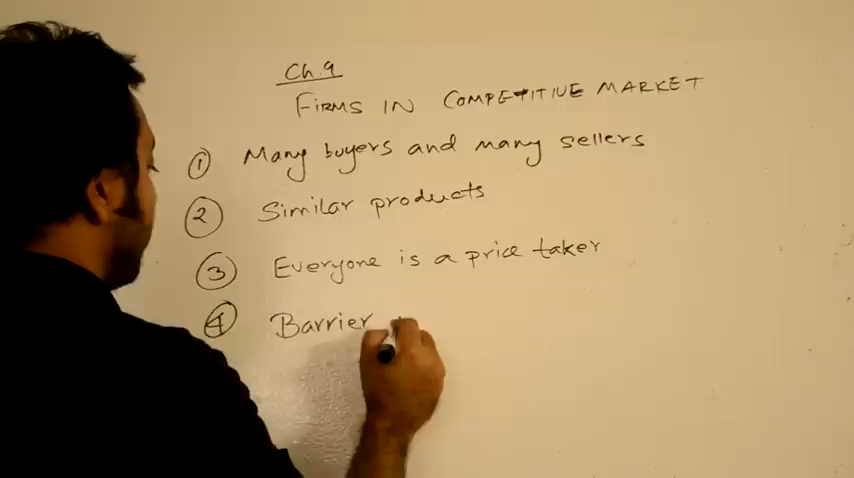 Ch.9
FIRMS IN COMPETITIVE MARKET
1 Many buyers and many sellers
2 Similar products
3 Everyone is a price taker
4 Barrier